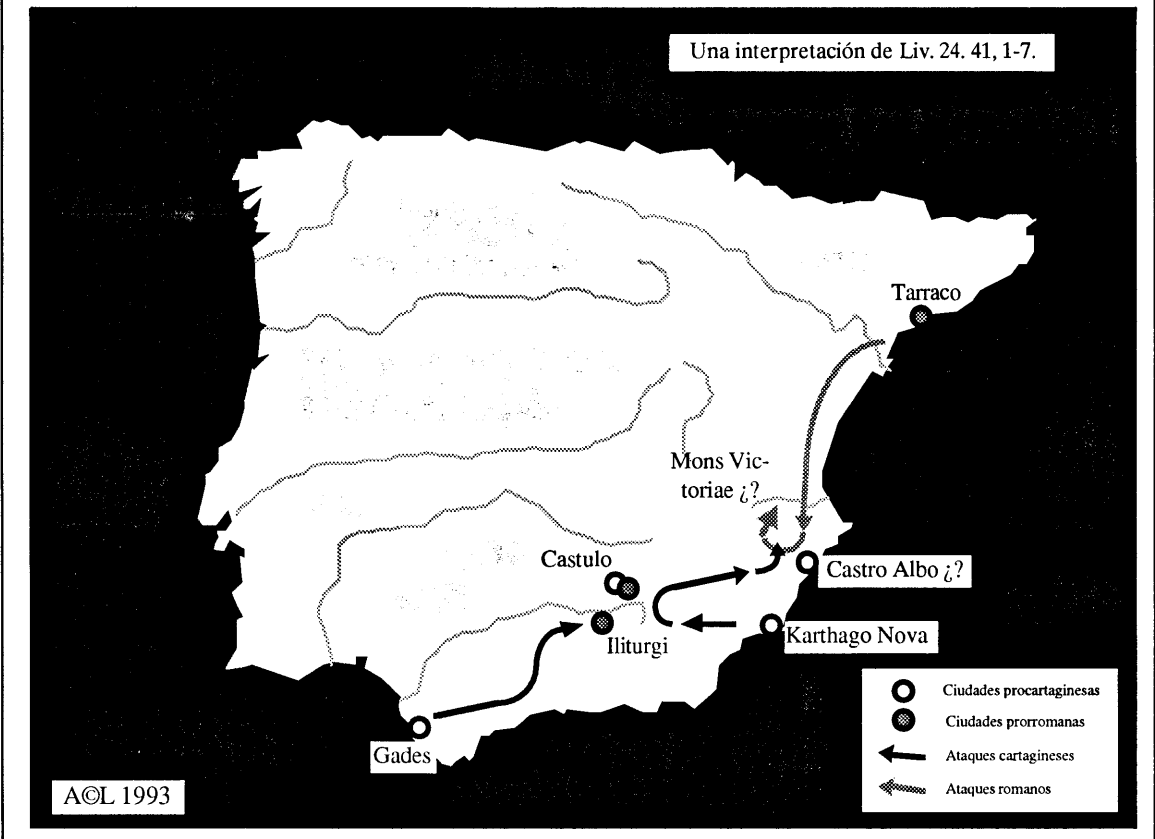 Una interpretación de Liv. 24. 41, 1-7.
Tarraco
Mons Vic-
toriae ¿?
Castulo
Castro Albo ¿?
Iliturgi
Karthago Nova
Gades
Ciudades procartaginesas
Ciudades prorromanas
Ataques cartagineses
Ataques romanos
A©L 1993